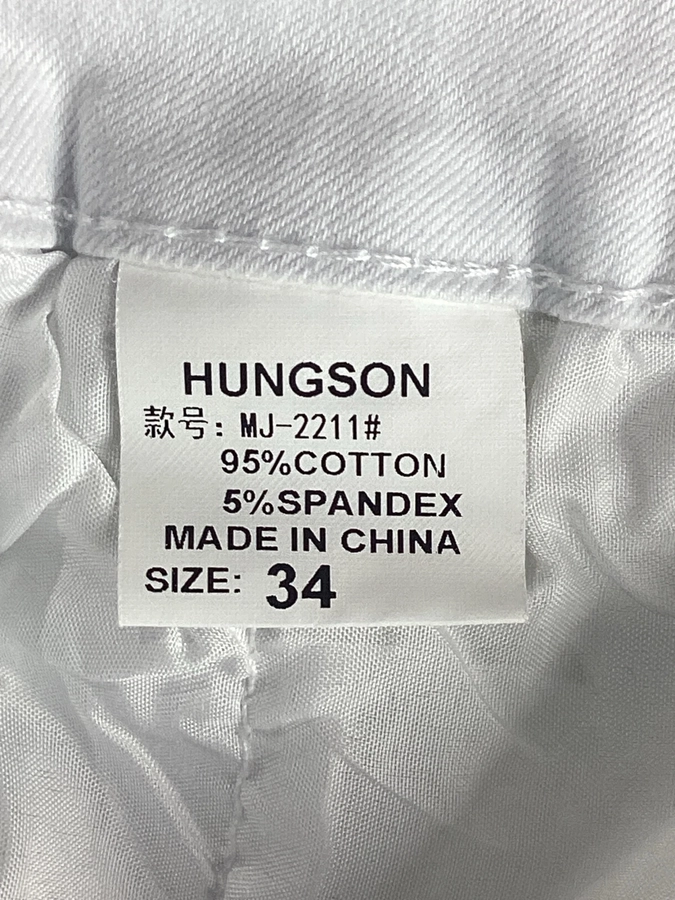 HUNGSON
款号: MJ-2211#
95%COTTON
5%SPANDEX
MADE IN CHINA
SIZE: 34